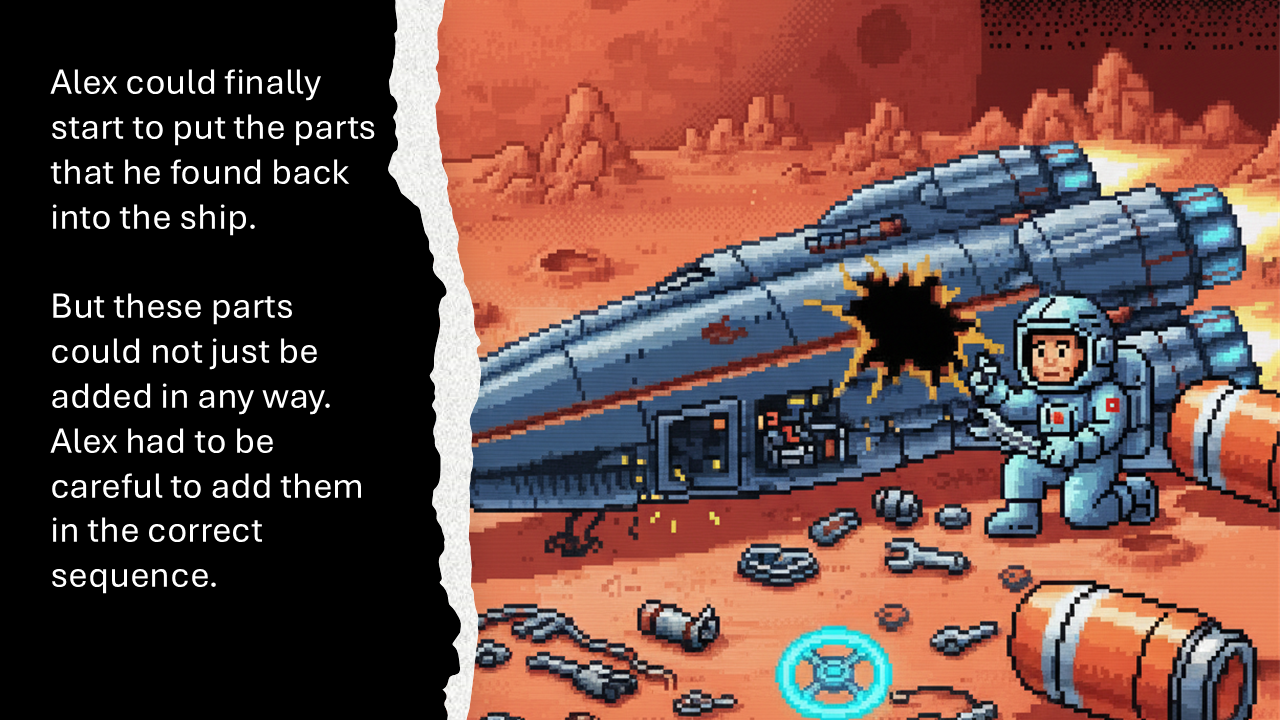 Alex could finally
start to put the parts
that he found back
into the ship.
But these parts
could not just be
added in any way.
Alex had to be
careful to add them
in the correct
sequence.